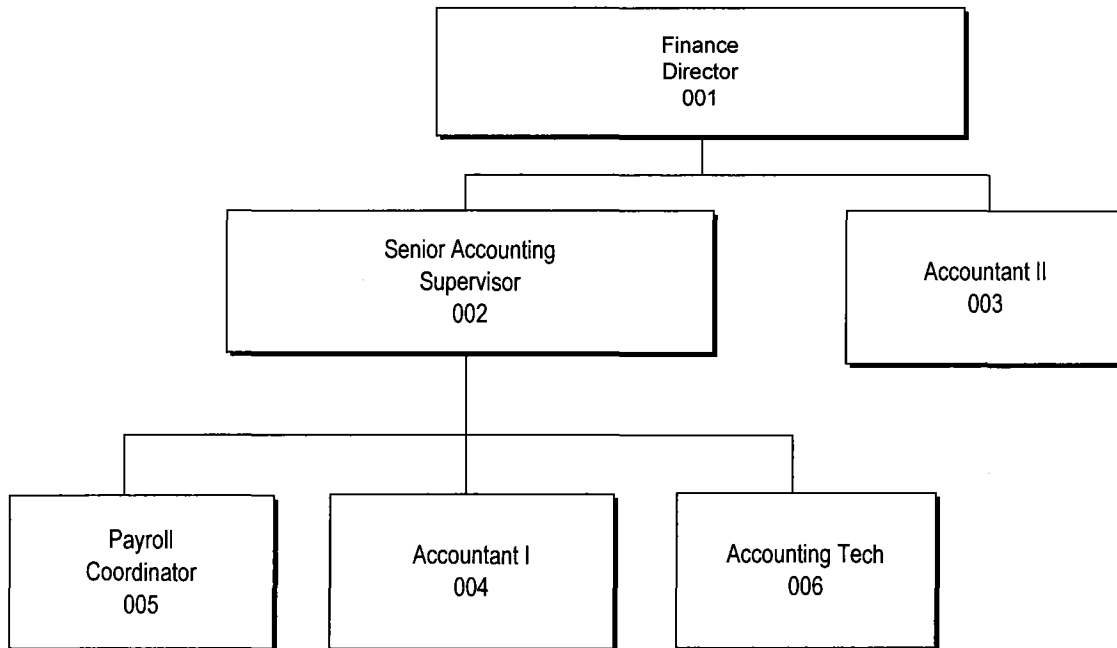 Finance
Director
001
Senior Accounting
Supervisor
002
Accountant II
003
Payroll
Coordinator
005
Accountant I
004
Accounting Tech
006